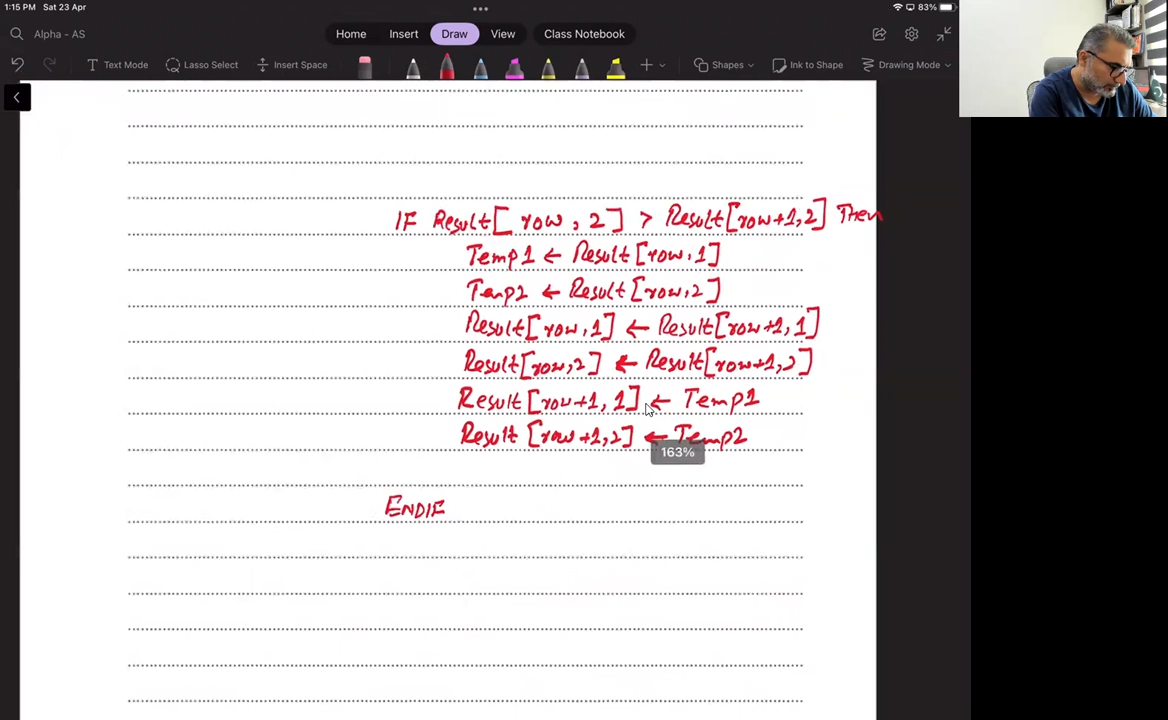 1:15 PM Sat 23 Apr
83%
Alpha - AS
Home Insert Draw View Class Notebook
Text Mode Lasso Select Insert Space Shapes Ink to Shape Drawing Mode
IF Result[row, 2] > Result[row+1,2] Then
Temp1 ← Result[row,1]
Temp2 ← Result[row,2]
Result[row,1] ← Result[row+1,1]
Result[row,2] ← Result[row+1,2]
Result[row+1,1] ← Temp1
Result[row+1,2] ← Temp2
163%
ENDIF